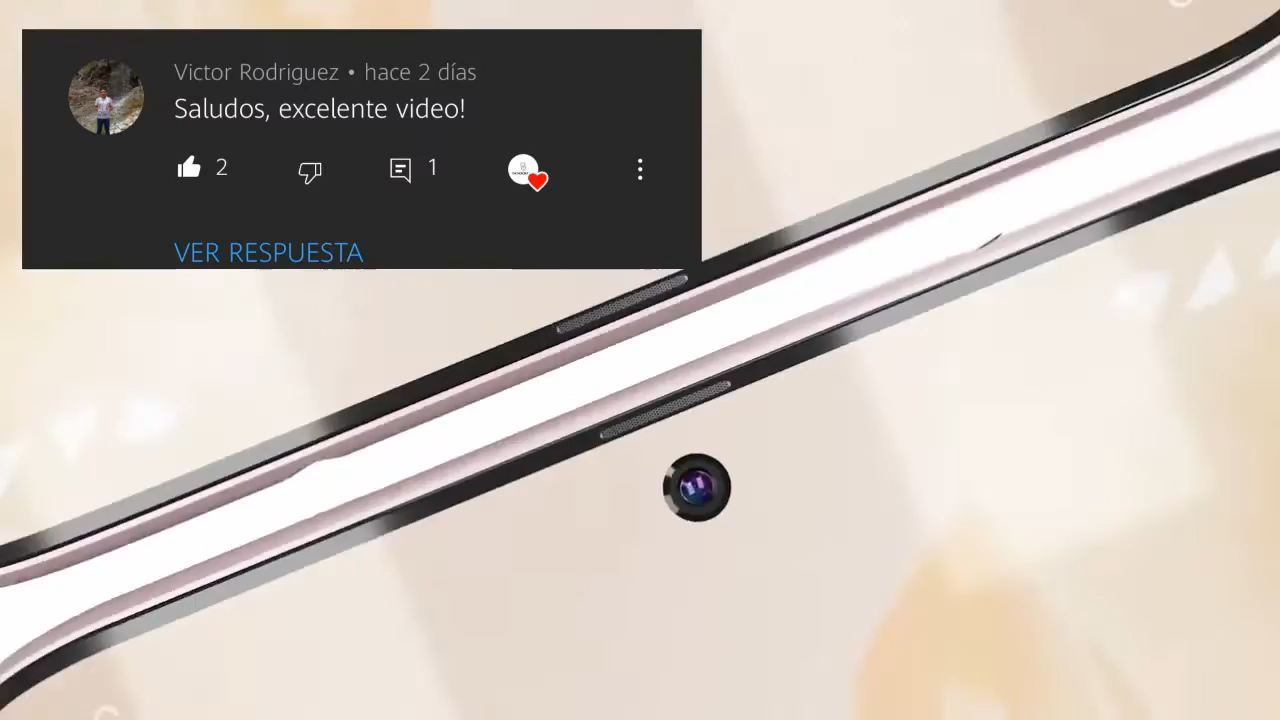 Victor Rodriguez • hace 2 días
Saludos, excelente video!
2
1
VER RESPUESTA